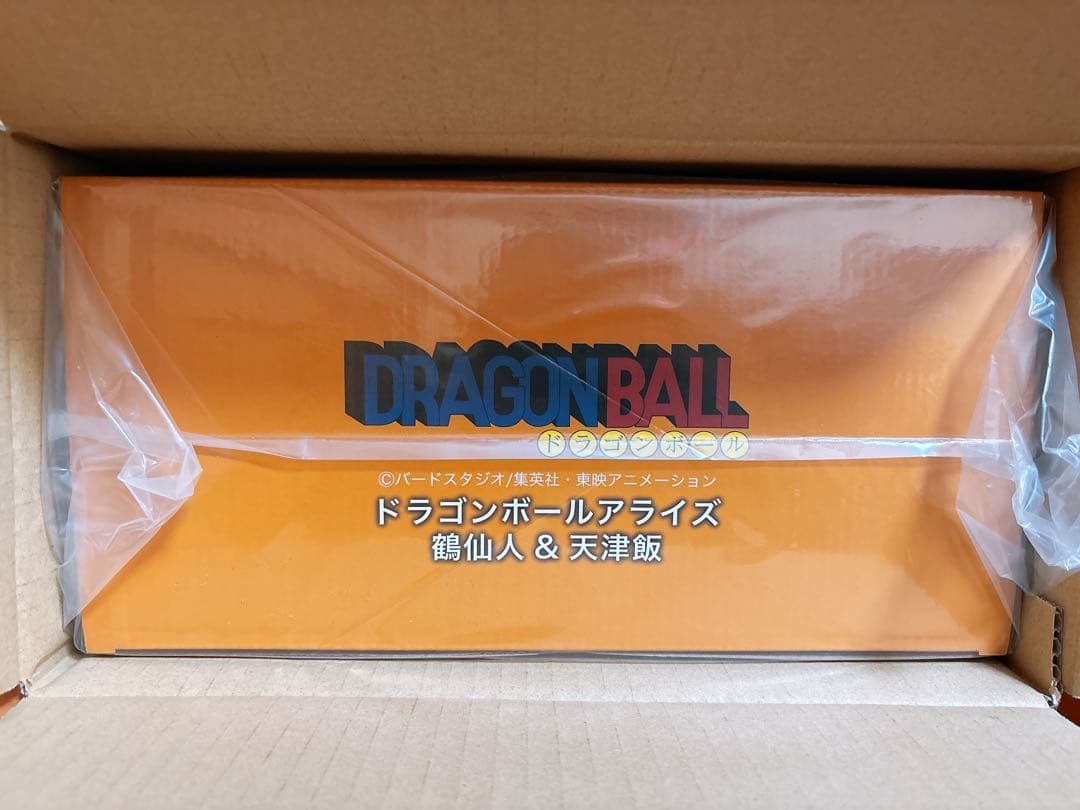 DRAGON BALL
ドラゴンボール
©バードスタジオ/集英社・東映アニメーション
ドラゴンボールアライズ
鶴仙人 & 天津飯